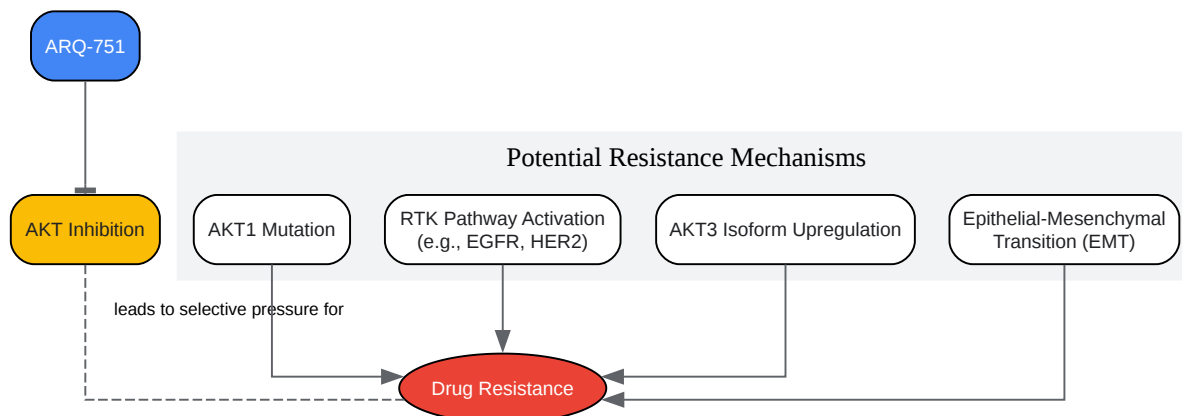 ARQ-751
Potential Resistance Mechanisms
AKT Inhibition
AKT1 Mutation
RTK Pathway Activation
(e.g., EGFR, HER2)
AKT3 Isoform Upregulation
Epithelial-Mesenchymal
Transition (EMT)
leads to selective pressure for
Drug Resistance